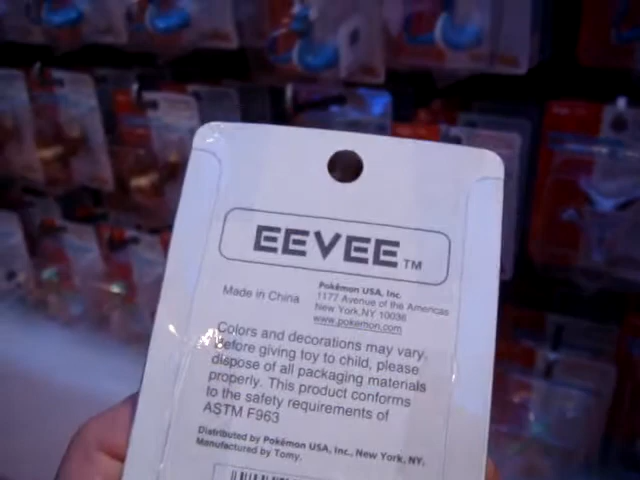 EEVEE TM
Made in China
Pokémon USA, Inc.
1177 Avenue of the Americas
New York, NY 10036
www.pokemon.com
Colors and decorations may vary.
Before giving toy to child, please
dispose of all packaging materials
properly. This product conforms
to the safety requirements of
ASTM F963
Distributed by Pokémon USA, Inc., New York, NY.
Manufactured by Tomy.